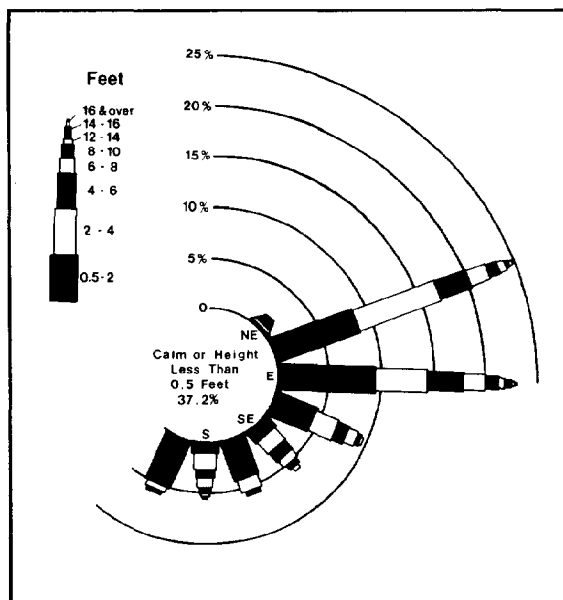 25%
Feet
20%
16 & over
14 - 16
12 - 14
8 - 10
6 - 8
4 - 6
2 - 4
0.5-2
15%
10%
5%
0
NE
Calm or Height
Less Than
0.5 Feet
37.2%
E
SE
S